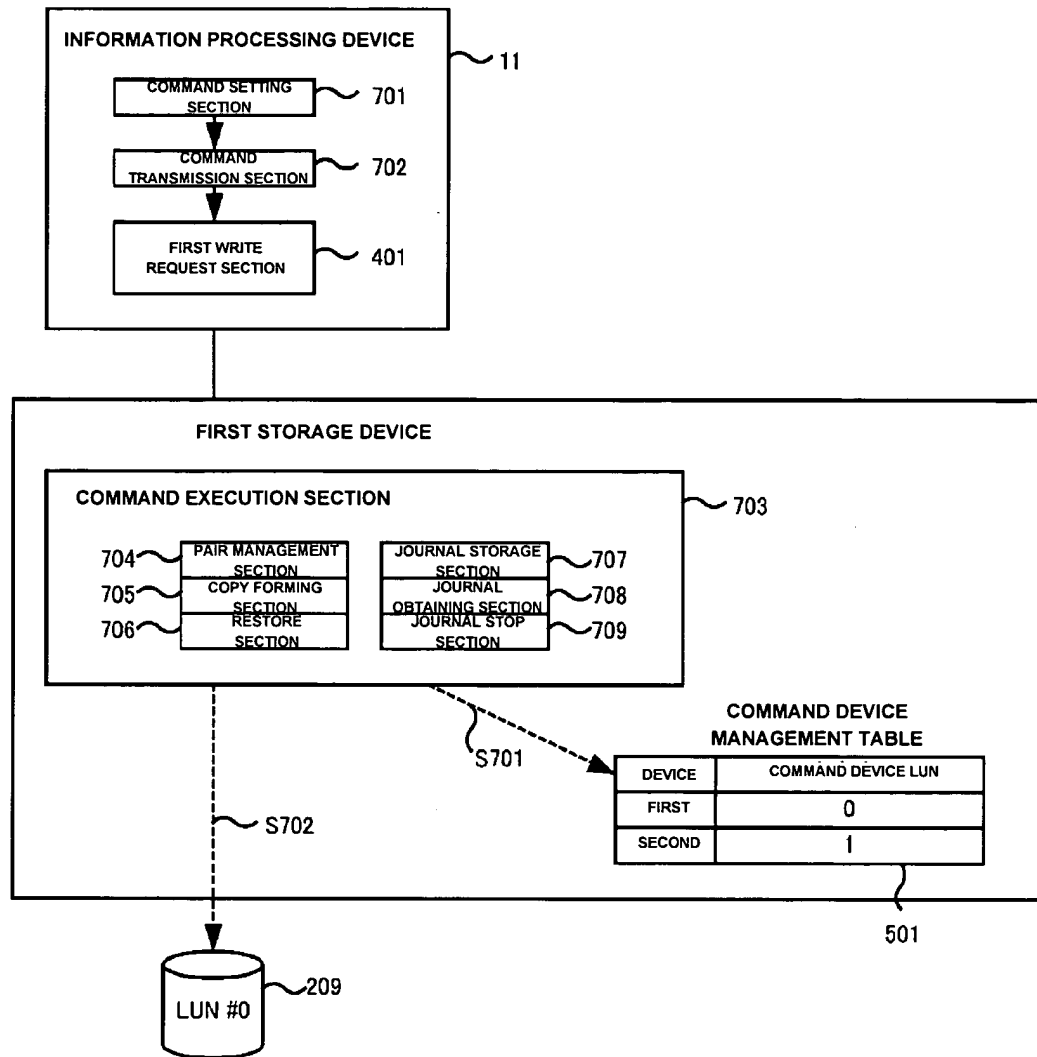 INFORMATION PROCESSING DEVICE
11
COMMAND SETTING
SECTION
701
COMMAND
TRANSMISSION SECTION
702
FIRST WRITE
REQUEST SECTION
401
FIRST STORAGE DEVICE
COMMAND EXECUTION SECTION
703
704
PAIR MANAGEMENT
SECTION
705
COPY FORMING
SECTION
706
RESTORE
SECTION
JOURNAL STORAGE
SECTION
707
JOURNAL
OBTAINING SECTION
708
JOURNAL STOP
SECTION
709
S701
S702
COMMAND DEVICE
MANAGEMENT TABLE
DEVICE COMMAND DEVICE LUN
FIRST 0
SECOND 1
501
LUN #0
209